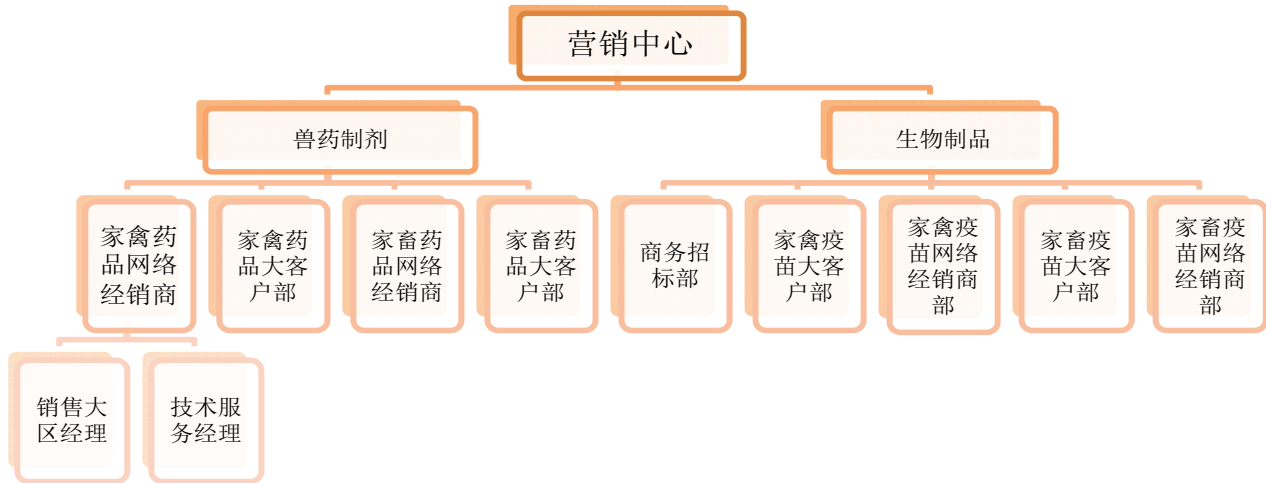 营销中心
兽药制剂
生物制品
家禽药
品网络
经销商
家禽药
品大客
户部
家畜药
品网络
经销商
家畜药
品大客
户部
商务招
标部
家禽疫
苗大客
户部
家禽疫
苗网络
经销商
部
家畜疫
苗大客
户部
家畜疫
苗网络
经销商
部
销售大
区经理
技术服
务经理